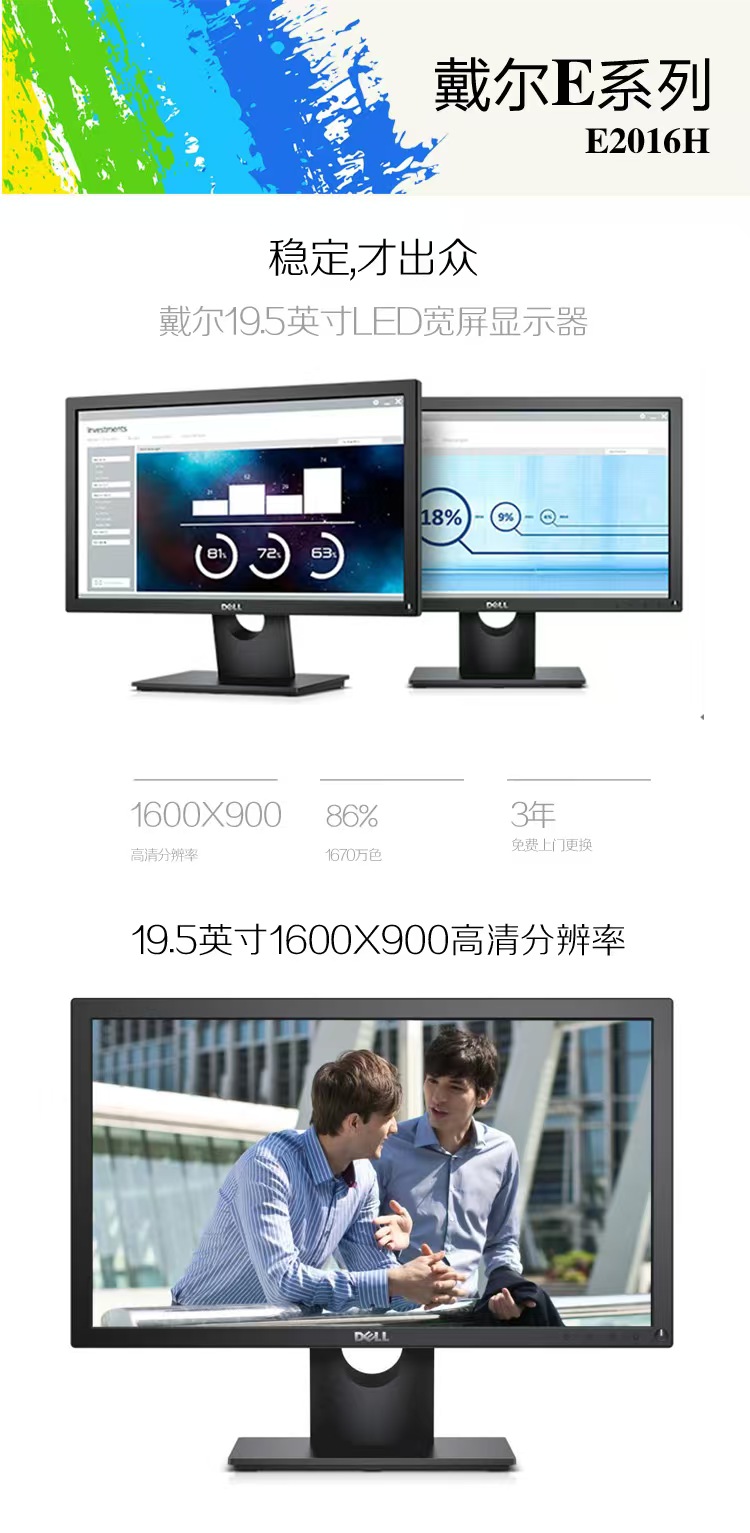 戴尔E系列
E2016H
稳定,才出众
戴尔19.5英寸LED宽屏显示器
Investments
21
62
29
74
81%
72%
63%
18%
9%
DELL
DELL
1600X900
高清分辨率
86%
1670万色
3年
免费上门更换
19.5英寸1600X900高清分辨率
DELL